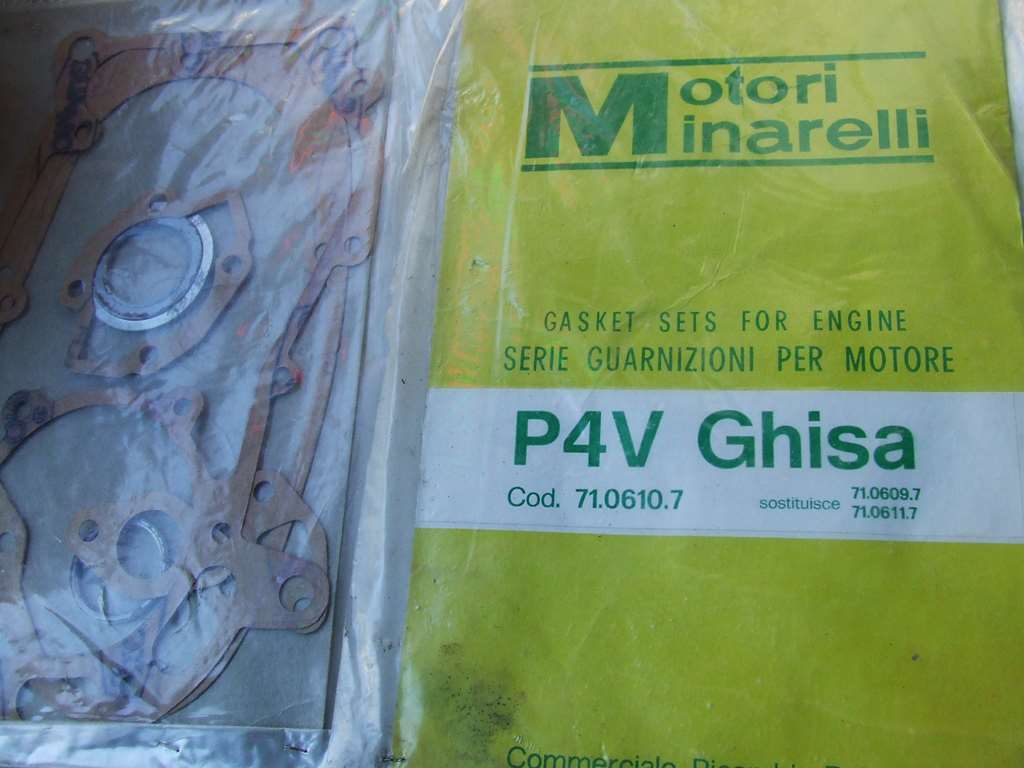 Motori
Minarelli
GASKET SETS FOR ENGINE
SERIE GUARNIZIONI PER MOTORE
P4V Ghisa
Cod. 71.0610.7
sostituisce 71.0609.7
71.0611.7
Commerciale